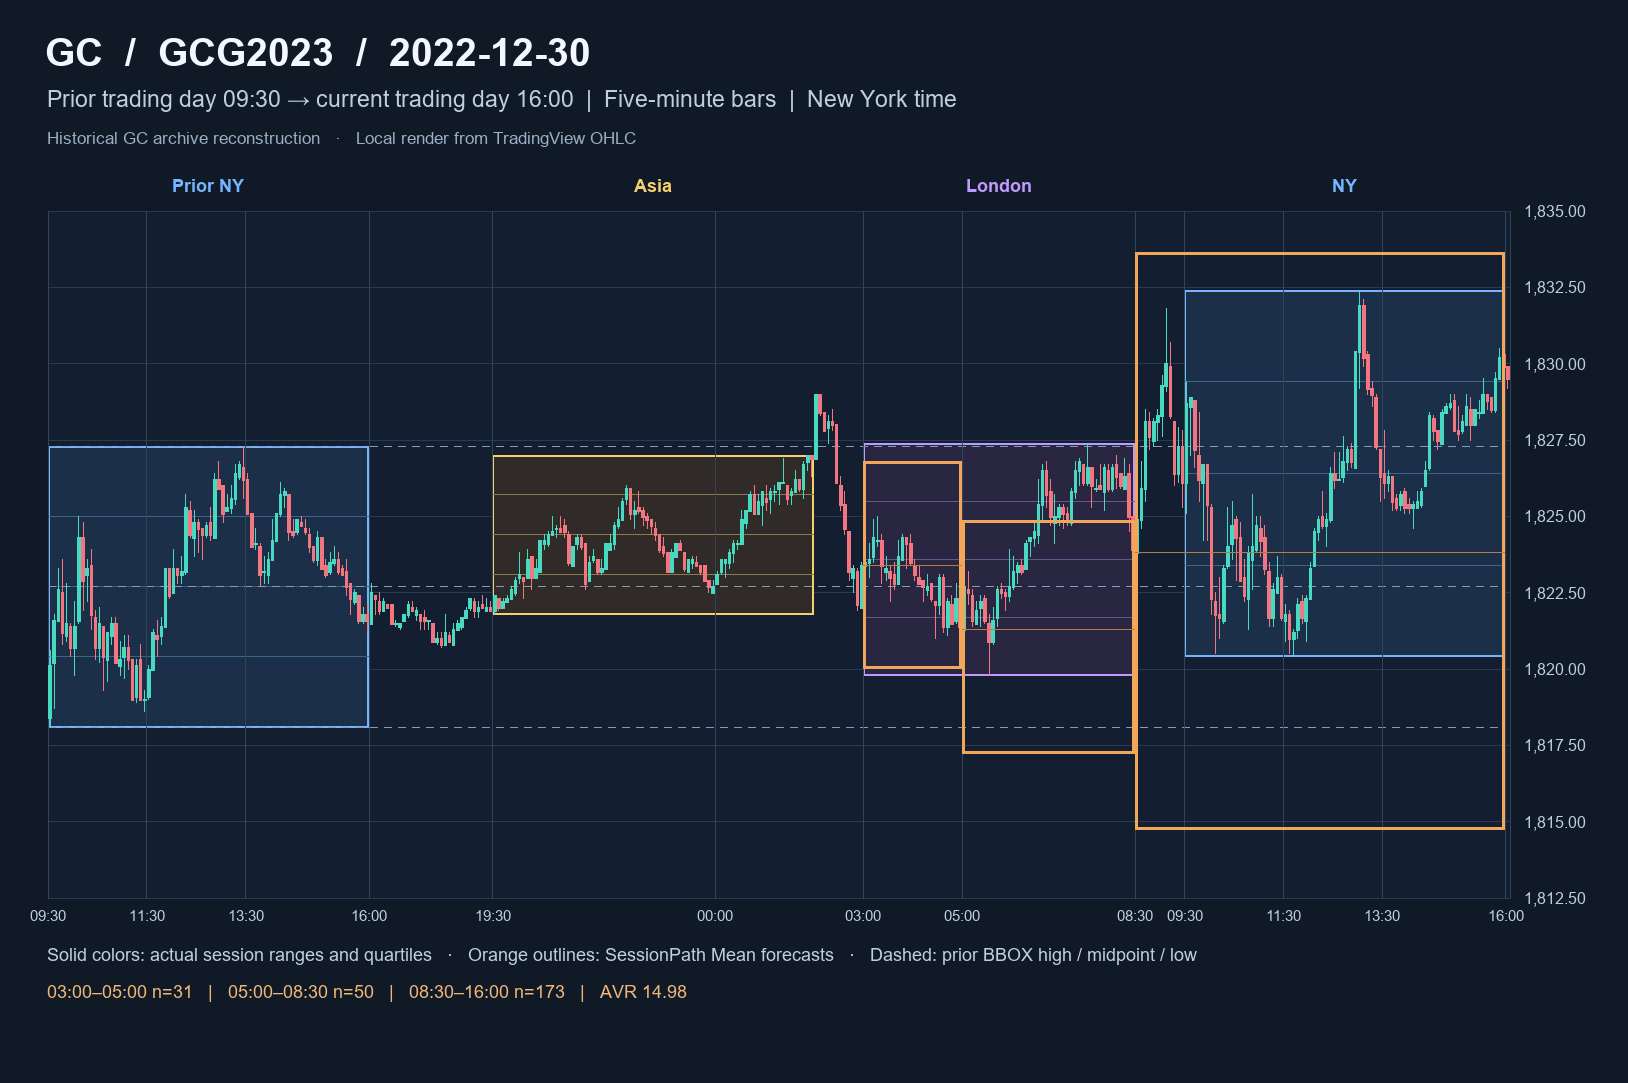 GC / GCG2023 / 2022-12-30
Prior trading day 09:30 → current trading day 16:00 | Five-minute bars | New York time
Historical GC archive reconstruction · Local render from TradingView OHLC
Prior NY Asia London NY
1,835.00
1,832.50
1,830.00
1,827.50
1,825.00
1,822.50
1,820.00
1,817.50
1,815.00
1,812.50
09:30 11:30 13:30 16:00 19:30 00:00 03:00 05:00 08:30 09:30 11:30 13:30 16:00
Solid colors: actual session ranges and quartiles · Orange outlines: SessionPath Mean forecasts · Dashed: prior BBOX high / midpoint / low
03:00–05:00 n=31 | 05:00–08:30 n=50 | 08:30–16:00 n=173 | AVR 14.98